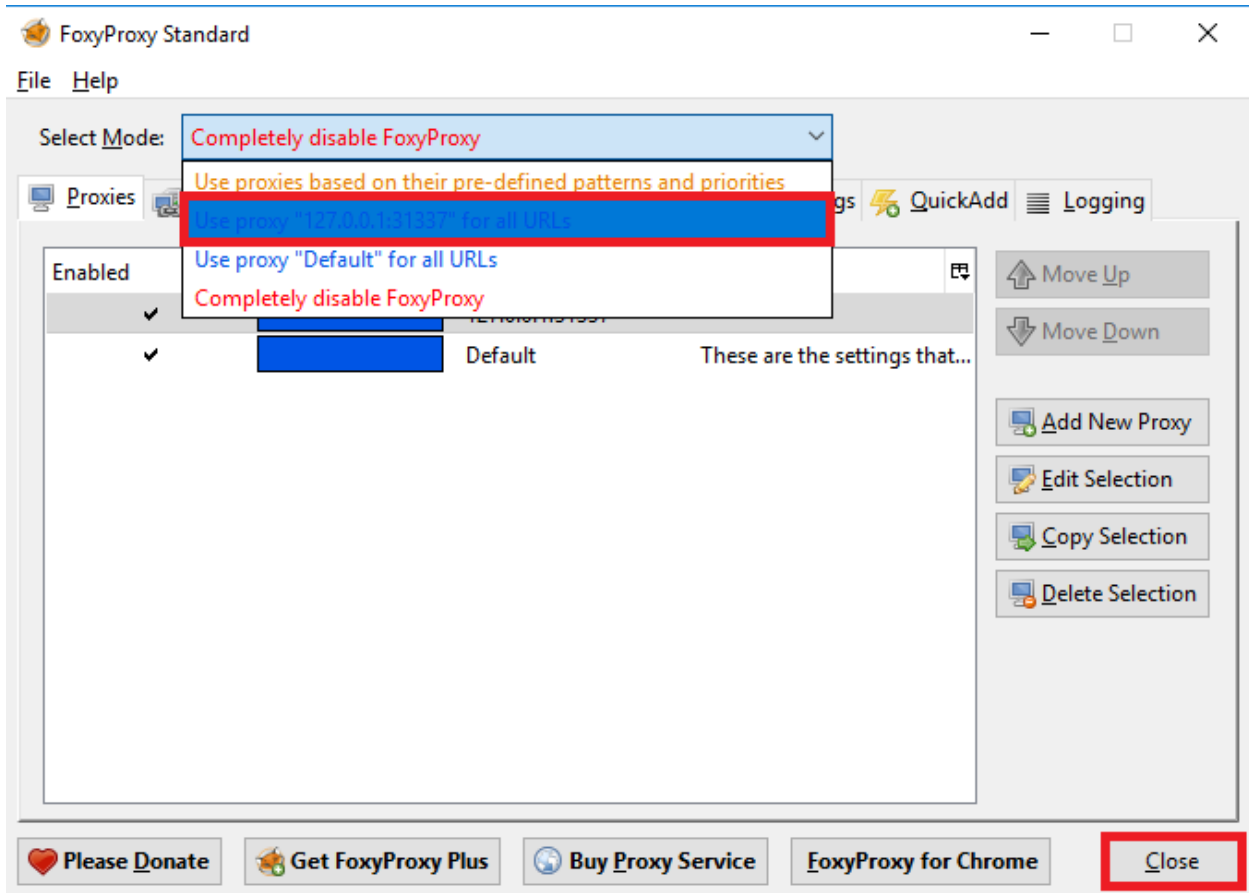 FoxyProxy Standard
File Help
Select Mode: Completely disable FoxyProxy
Use proxies based on their pre-defined patterns and priorities
Proxies gs QuickAdd Logging
Use proxy "127.0.0.1:31337" for all URLs
Enabled Use proxy "Default" for all URLs Move Up
Completely disable FoxyProxy
Move Down
Default These are the settings that...
Add New Proxy
Edit Selection
Copy Selection
Delete Selection
Please Donate Get FoxyProxy Plus Buy Proxy Service FoxyProxy for Chrome Close